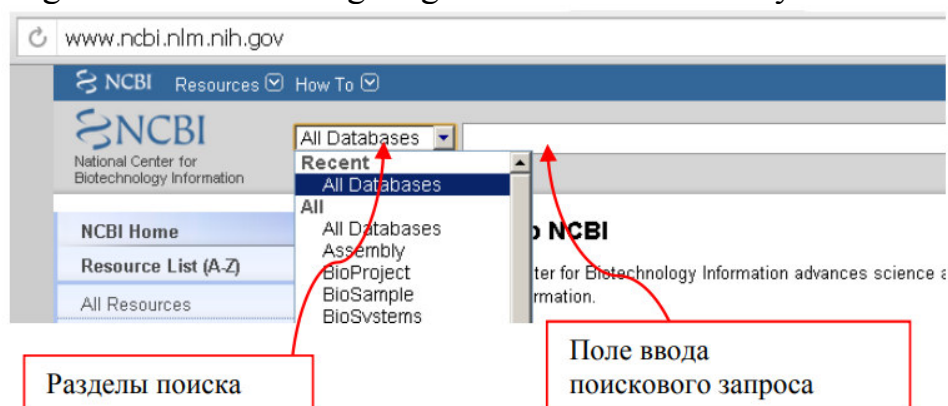 www.ncbi.nlm.nih.gov
NCBI Resources How To
NCBI
National Center for
Biotechnology Information
All Databases
Recent
All Databases
All
All Databases
Assembly
BioProject
BioSample
BioSystems
NCBI Home
Resource List (A-Z)
All Resources
NCBI
for Biotechnology Information advances science
Разделы поиска
Поле ввода
поискового запроса